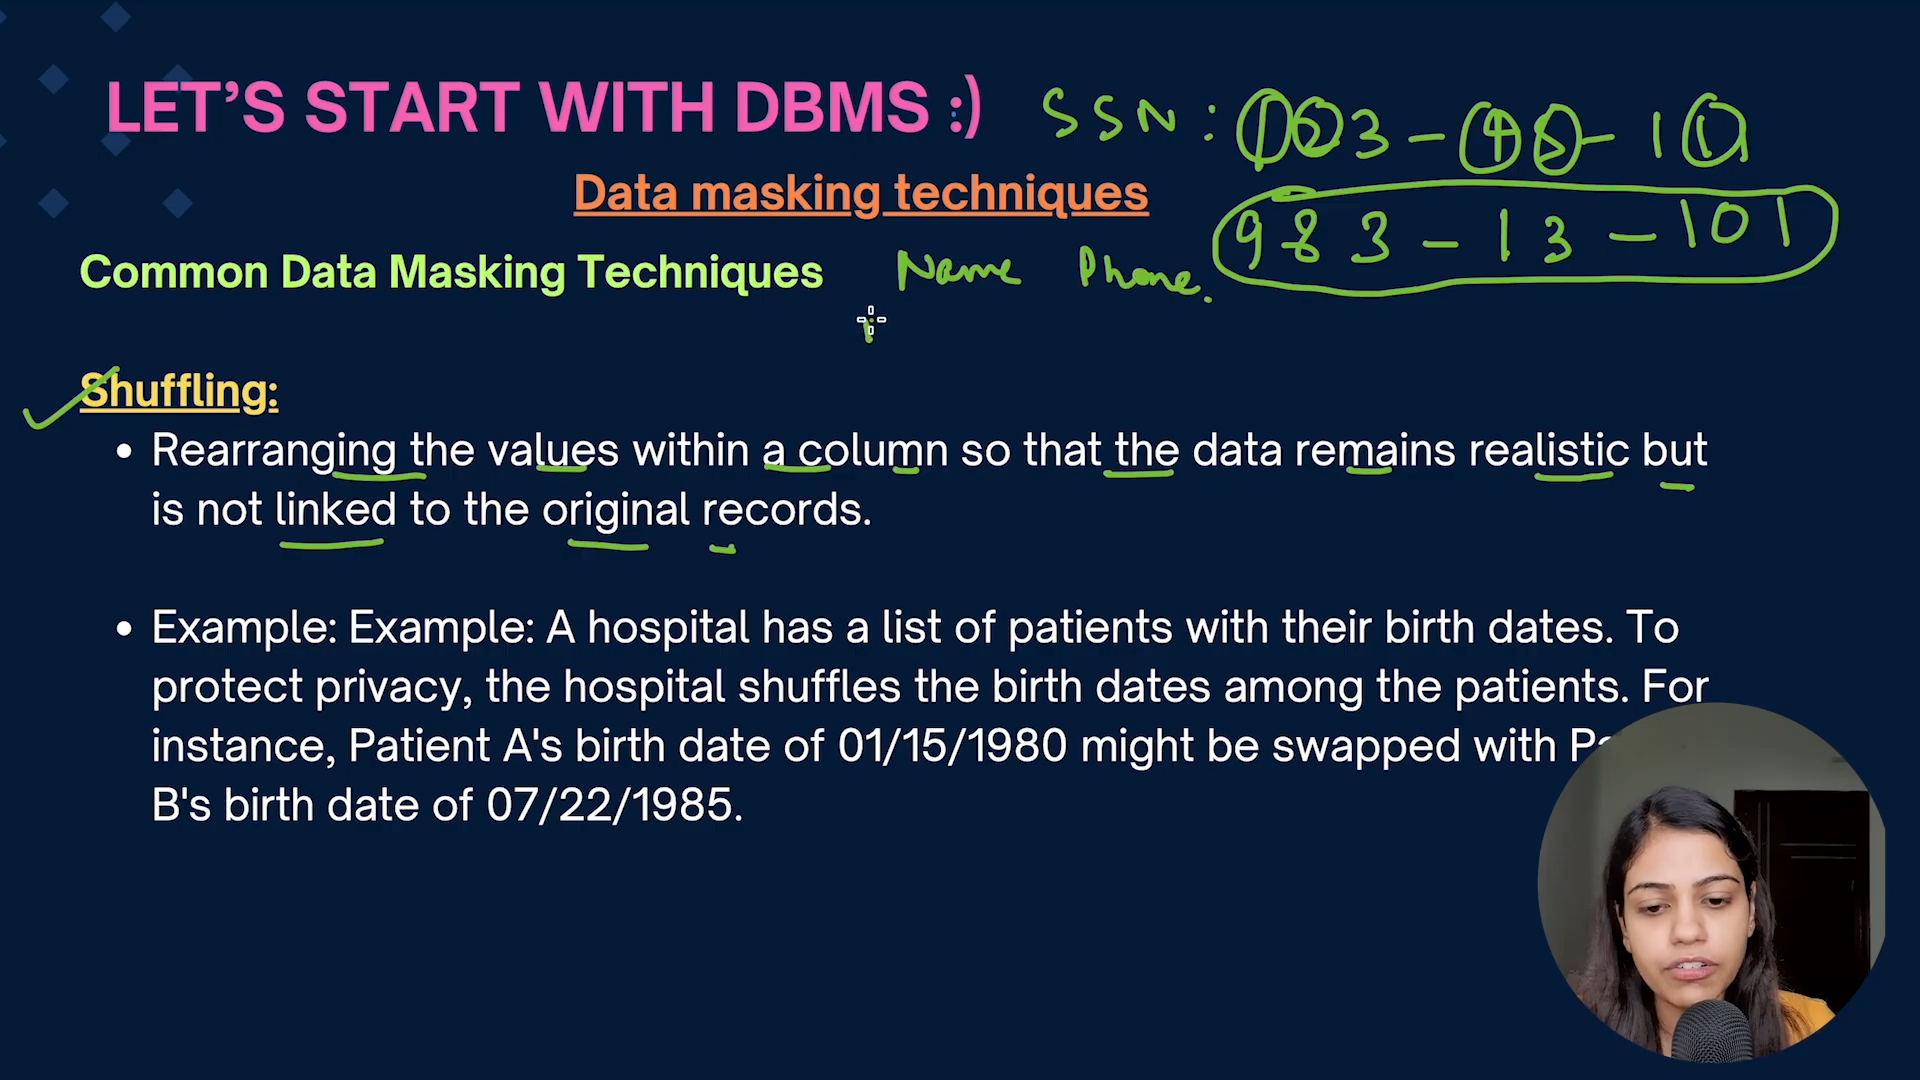 LET’S START WITH DBMS :)
SSN: 123-45-111
Data masking techniques
983-13-101
Common Data Masking Techniques
Name Phone.
Shuffling:
• Rearranging the values within a column so that the data remains realistic but
is not linked to the original records.
• Example: Example: A hospital has a list of patients with their birth dates. To
protect privacy, the hospital shuffles the birth dates among the patients. For
instance, Patient A's birth date of 01/15/1980 might be swapped with
B's birth date of 07/22/1985.